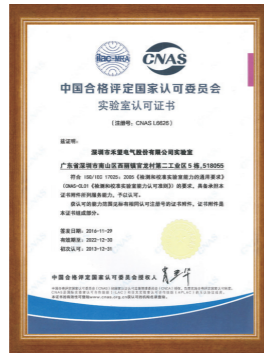 ilac-MRA
CNAS
中国合格评定国家认可委员会
实验室认可证书
(注册号：CNAS L6626)
兹证明：
深圳市禾望电气股份有限公司实验室
广东省深圳市南山区西丽镇官龙村第二工业区 5 栋,518055
符合 ISO/IEC 17025：2005《检测和校准实验室能力的通用要求》
(CNAS-CL01《检测和校准实验室能力认可准则》)的要求，具备承担本
证书附件所列服务能力，予以认可。
获认可的能力范围见标有相同认可注册号的证书附件，证书附件是
本证书组成部分。
签发日期：2016-11-29
有效期至：2022-12-30
初次认可：2013-12-31
中国合格评定国家认可委员会授权人